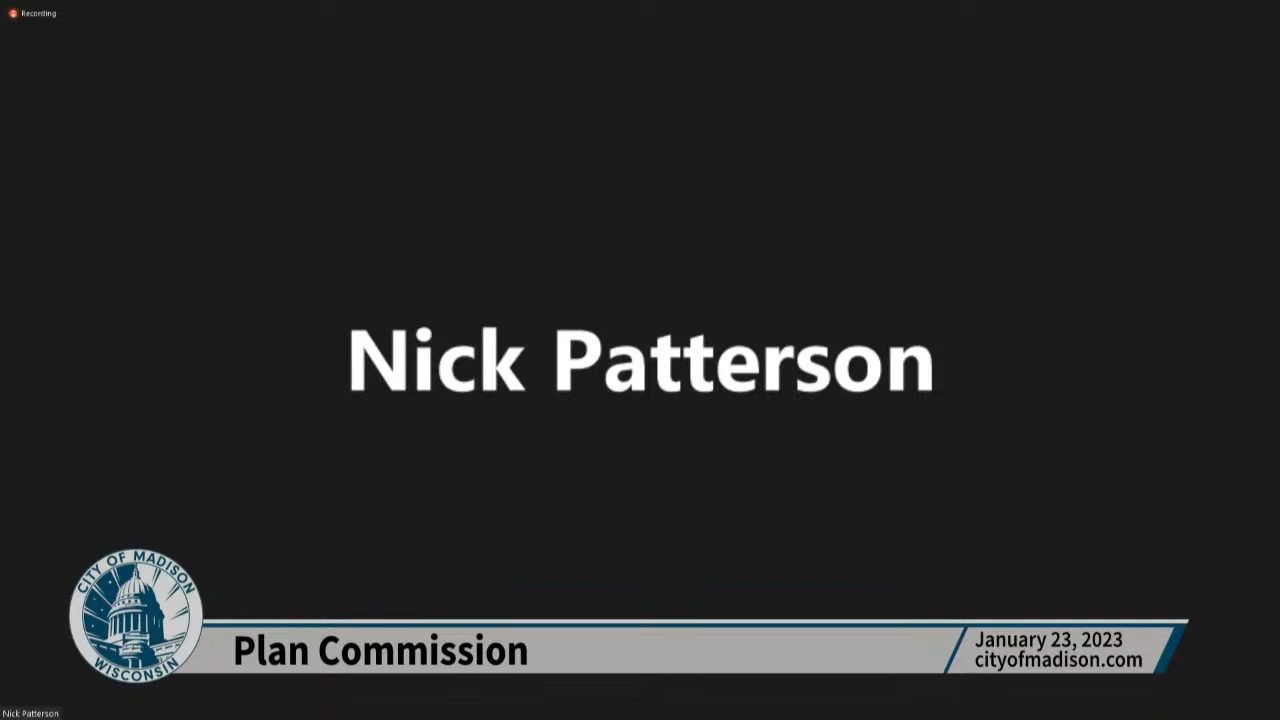 Recording
Nick Patterson
CITY OF MADISON
WISCONSIN
Plan Commission
January 23, 2023
cityofmadison.com
Nick Patterson